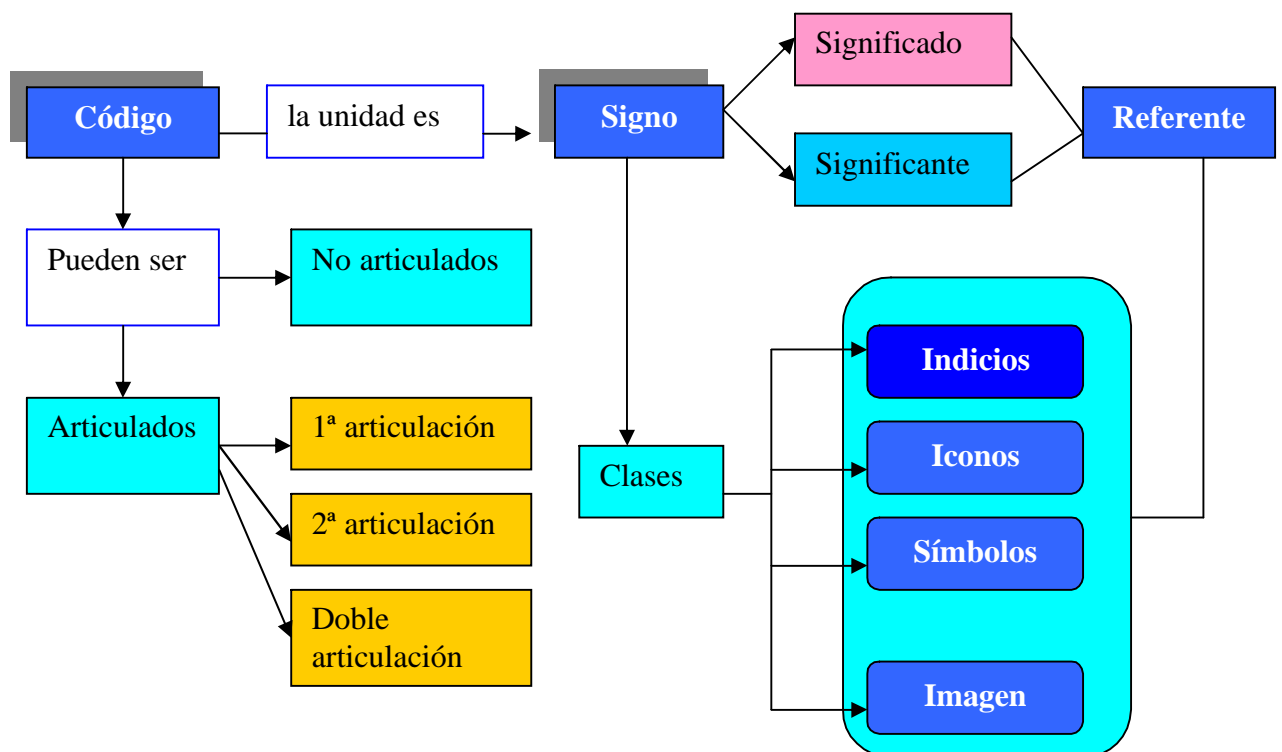 Significado
Código
la unidad es
Signo
Referente
Significante
Pueden ser
No articulados
Indicios
Articulados
1ª articulación
Iconos
Clases
2ª articulación
Símbolos
Doble
articulación
Imagen